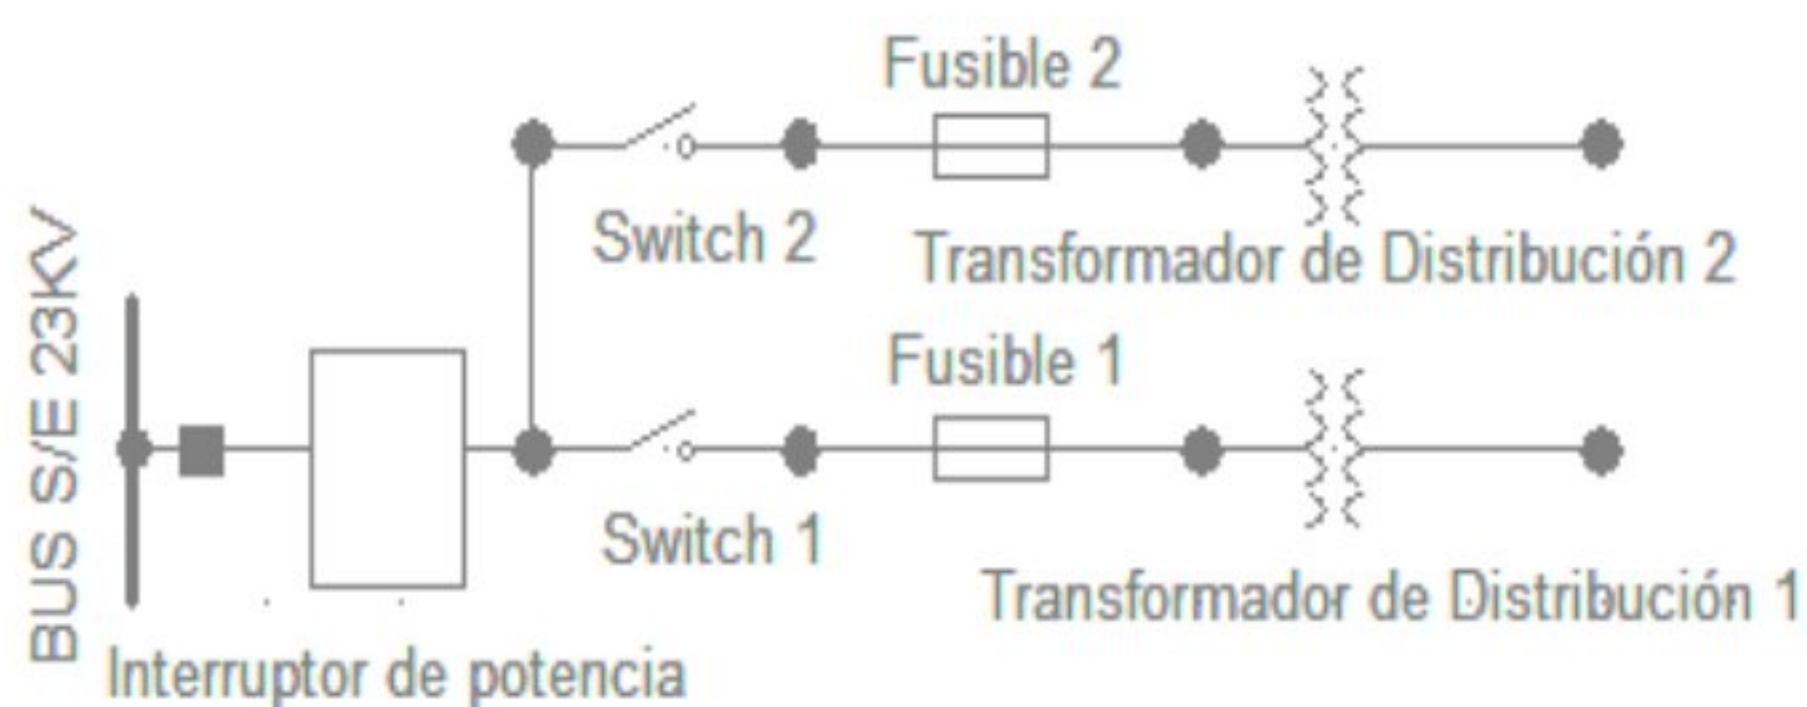 Fusible 2
Switch 2
Transformador de Distribución 2
BUS S/E 23KV
Fusible 1
Switch 1
Transformador de Distribución 1
Interruptor de potencia